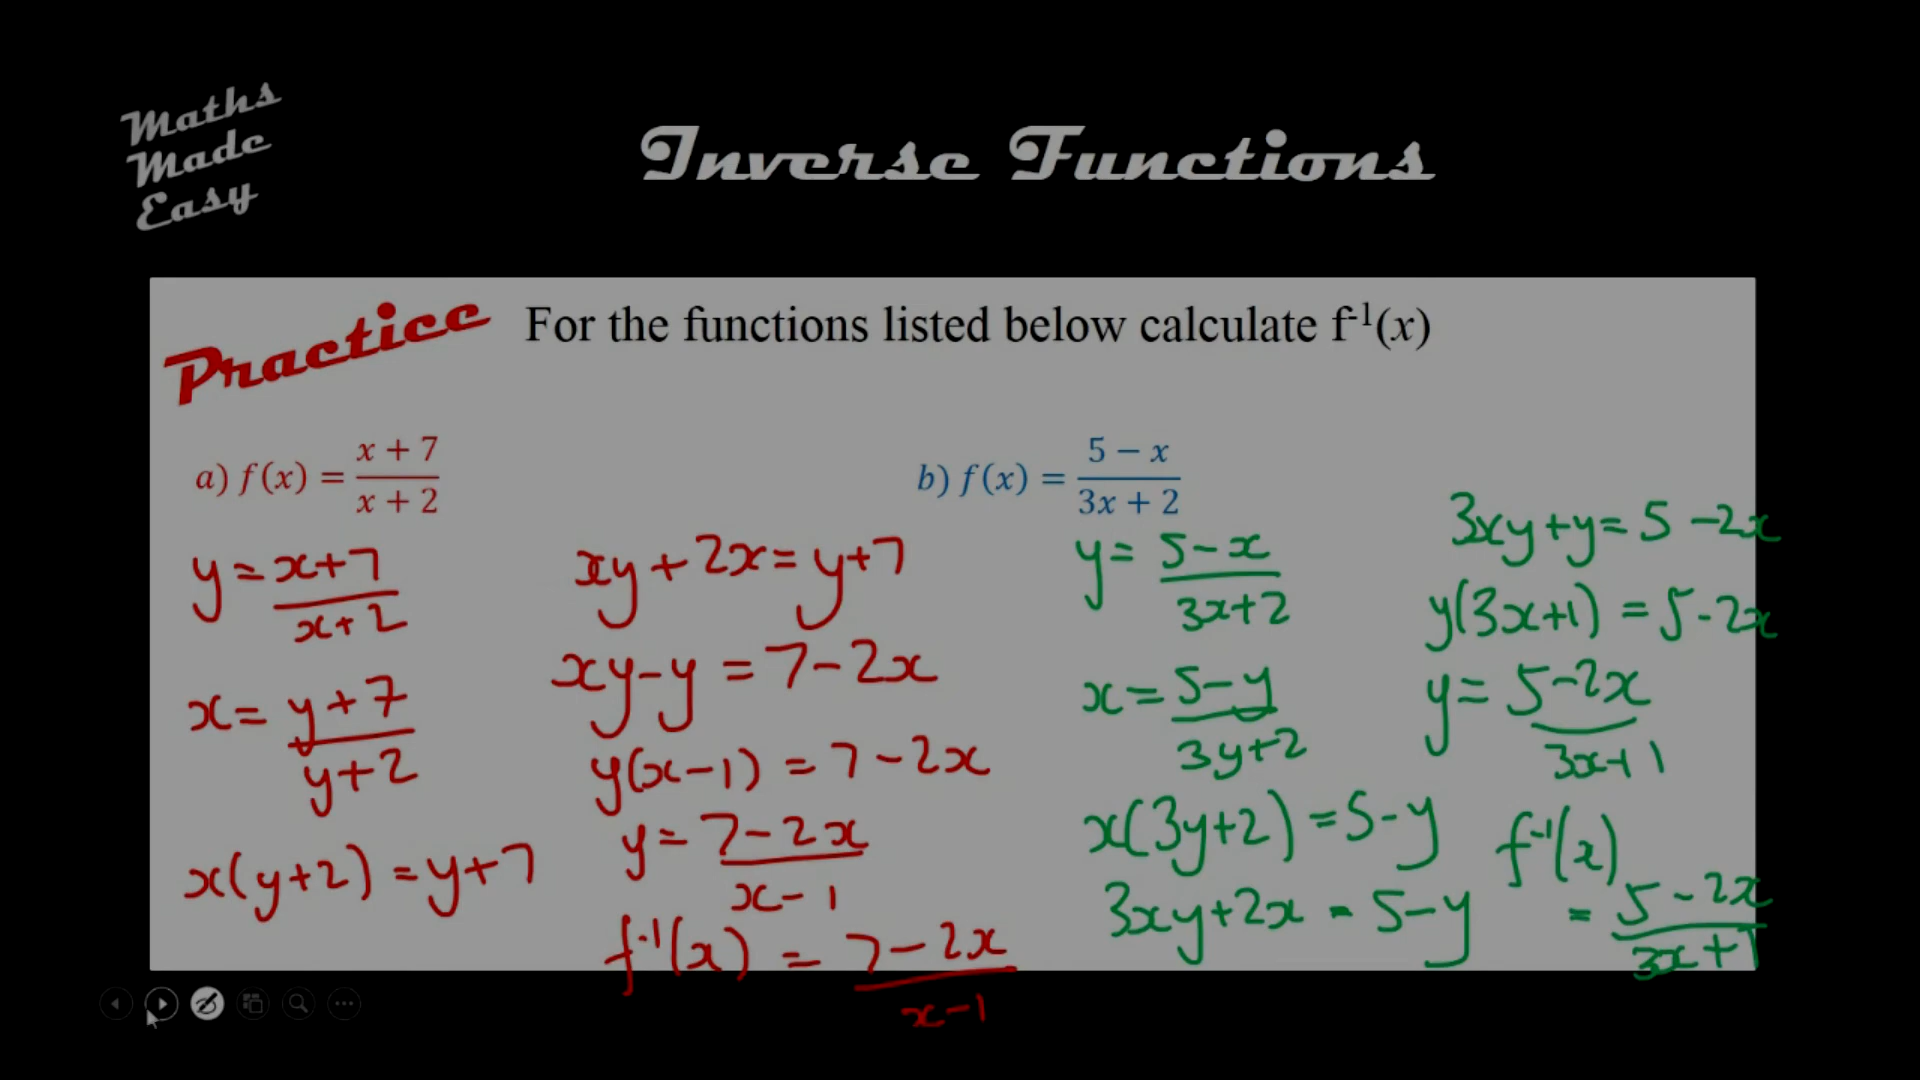 Maths
Made
Easy
Inverse Functions
Practice
For the functions listed below calculate f⁻¹(x)
a) f(x) = (x + 7)/(x + 2)
y = (x+7)/(x+2)
x = (y+7)/(y+2)
x(y+2) = y+7
xy + 2x = y+7
xy - y = 7 - 2x
y(x-1) = 7 - 2x
y = (7 - 2x)/(x - 1)
f⁻¹(x) = (7 - 2x)/(x - 1)
b) f(x) = (5 − x)/(3x + 2)
y = (5 - x)/(3x+2)
x = (5 - y)/(3y+2)
x(3y+2) = 5 - y
3xy + 2x = 5 - y
3xy + y = 5 - 2x
y(3x+1) = 5 - 2x
y = (5 - 2x)/(3x+1)
f⁻¹(x)
= (5 - 2x)/(3x+1)